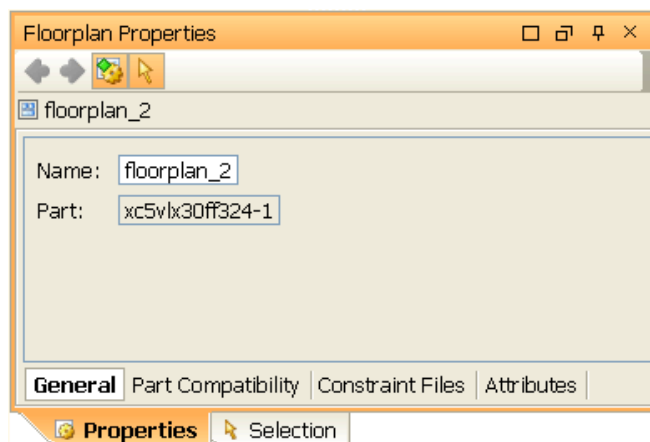 Floorplan Properties
floorplan_2
Name: floorplan_2
Part: xc5vlx30ff324-1
General Part Compatibility Constraint Files Attributes
Properties Selection